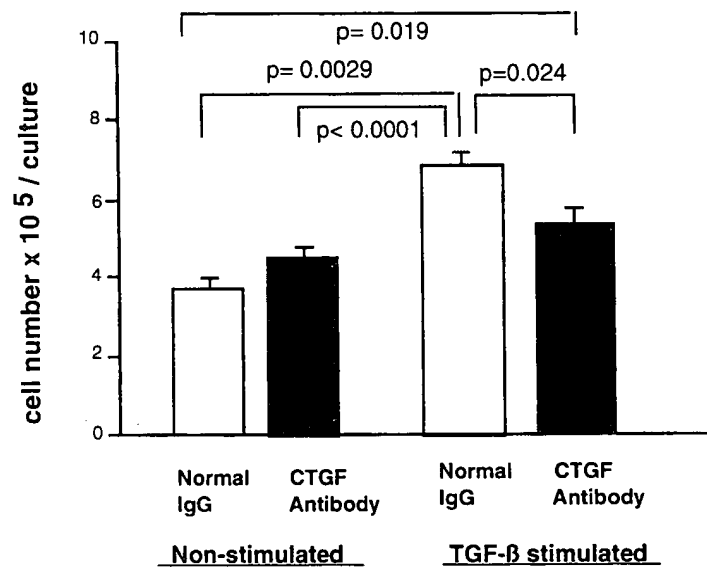 p= 0.019
p= 0.0029
p=0.024
p< 0.0001
cell number x 10 5 / culture
10
8
6
4
2
0
Normal IgG
CTGF Antibody
Normal IgG
CTGF Antibody
Non-stimulated
TGF-ß stimulated